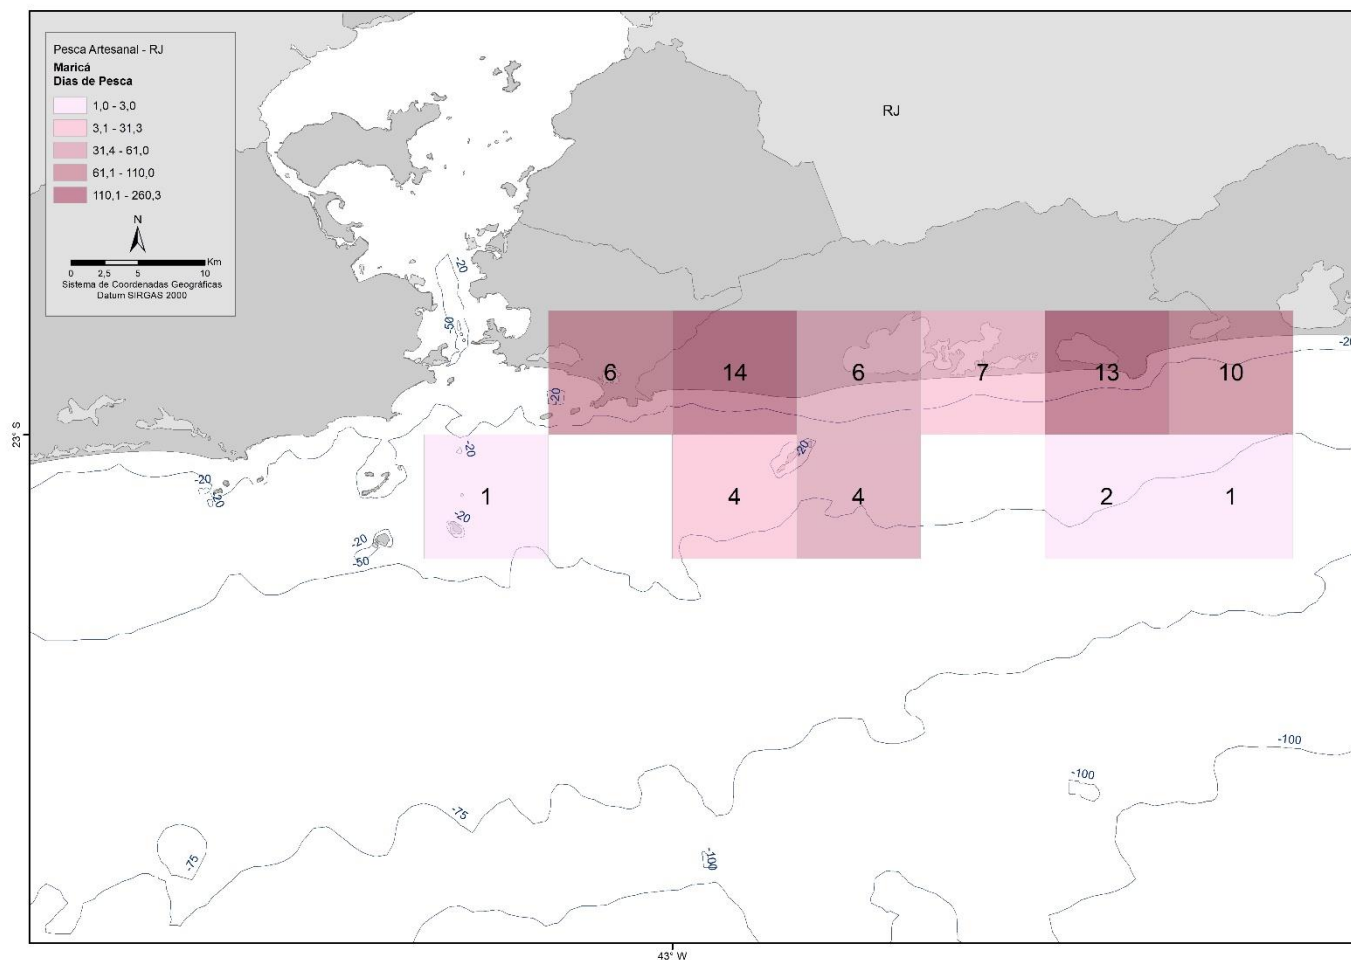 Pesca Artesanal - RJ
Maricá
Dias de Pesca
1,0 - 3,0
3,1 - 31,3
31,4 - 61,0
61,1 - 110,0
110,1 - 260,3
N
Km
0 2,5 5 10
Sistema de Coordenadas Geográficas
Datum SIRGAS 2000
RJ
-20
-50
-20
6 14 6 7 13 10
-20
23° S
-20
-20
-20
-20
1 4 4 2 1
-20
-20
-50
-100
-100
-75
-75
-100
43° W